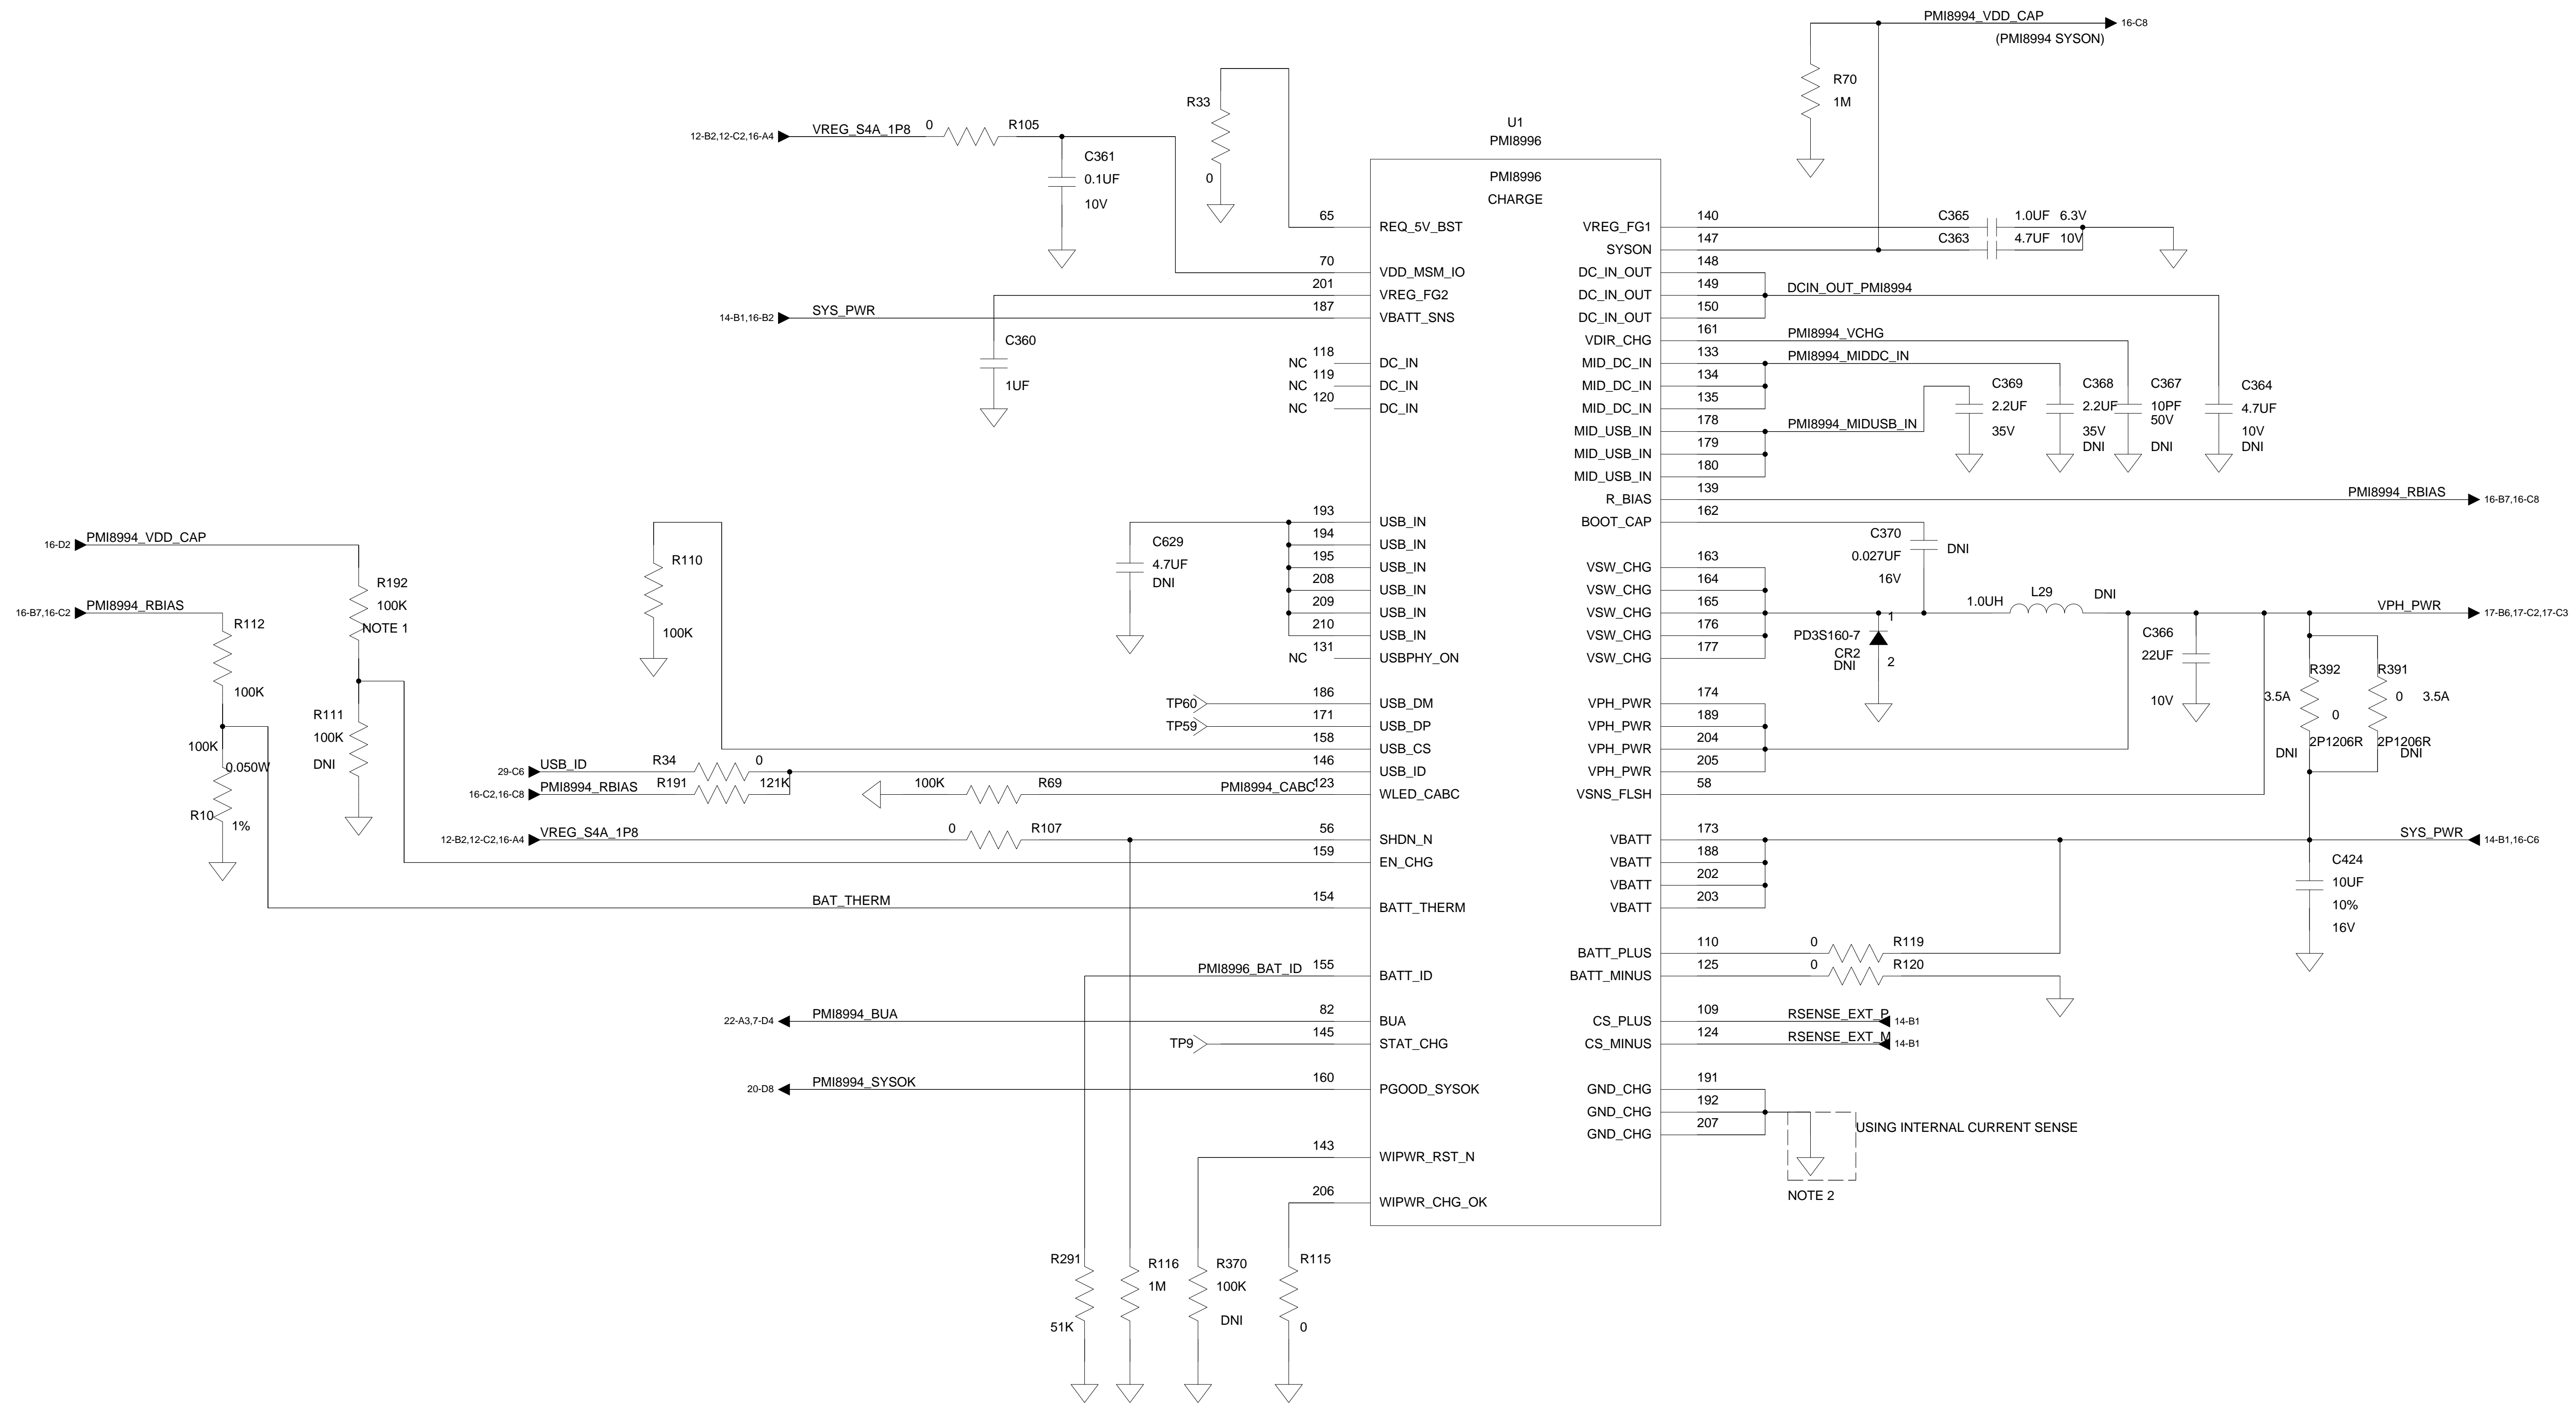 PMI8994_VDD_CAP
16-C8
(PMI8994 SYSON)
R70
1M
R33
0
12-B2,12-C2,16-A4
VREG_S4A_1P8
0
R105
C361
0.1UF
10V
U1
PMI8996
PMI8996
CHARGE
65
REQ_5V_BST
70
VDD_MSM_IO
201
VREG_FG2
14-B1,16-B2
SYS_PWR
187
VBATT_SNS
C360
1UF
NC
118
DC_IN
NC
119
DC_IN
NC
120
DC_IN
VREG_FG1
140
C365
1.0UF
6.3V
SYSON
147
C363
4.7UF
10V
DC_IN_OUT
148
DC_IN_OUT
149
DCIN_OUT_PMI8994
DC_IN_OUT
150
VDIR_CHG
161
PMI8994_VCHG
MID_DC_IN
133
PMI8994_MIDDC_IN
MID_DC_IN
134
MID_DC_IN
135
MID_USB_IN
178
PMI8994_MIDUSB_IN
MID_USB_IN
179
MID_USB_IN
180
C369
2.2UF
35V
C368
2.2UF
35V
DNI
C367
10PF
50V
DNI
C364
4.7UF
10V
DNI
R_BIAS
139
PMI8994_RBIAS
16-B7,16-C8
BOOT_CAP
162
C370
0.027UF
16V
DNI
193
USB_IN
194
USB_IN
195
USB_IN
208
USB_IN
209
USB_IN
210
USB_IN
NC
131
USBPHY_ON
C629
4.7UF
DNI
R110
100K
16-D2
PMI8994_VDD_CAP
R192
100K
NOTE 1
16-B7,16-C2
PMI8994_RBIAS
R112
100K
R111
100K
DNI
100K
0.050W
R10
1%
VSW_CHG
163
VSW_CHG
164
VSW_CHG
165
VSW_CHG
176
VSW_CHG
177
1
PD3S160-7
CR2
DNI
2
1.0UH
L29
DNI
VPH_PWR
17-B6,17-C2,17-C3
C366
22UF
10V
R392
3.5A
0
2P1206R
DNI
R391
0
3.5A
2P1206R
DNI
TP60
186
USB_DM
TP59
171
USB_DP
158
USB_CS
29-C6
USB_ID
R34
0
146
USB_ID
16-C2,16-C8
PMI8994_RBIAS
R191
121K
100K
R69
PMI8994_CABC
123
WLED_CABC
VPH_PWR
174
VPH_PWR
189
VPH_PWR
204
VPH_PWR
205
VSNS_FLSH
58
12-B2,12-C2,16-A4
VREG_S4A_1P8
0
R107
56
SHDN_N
159
EN_CHG
BAT_THERM
154
BATT_THERM
VBATT
173
VBATT
188
VBATT
202
VBATT
203
SYS_PWR
14-B1,16-C6
C424
10UF
10%
16V
BATT_PLUS
110
0
R119
BATT_MINUS
125
0
R120
PMI8996_BAT_ID
155
BATT_ID
22-A3,7-D4
PMI8994_BUA
82
BUA
TP9
145
STAT_CHG
20-D8
PMI8994_SYSOK
160
PGOOD_SYSOK
CS_PLUS
109
RSENSE_EXT_P
14-B1
CS_MINUS
124
RSENSE_EXT_M
14-B1
GND_CHG
191
GND_CHG
192
GND_CHG
207
USING INTERNAL CURRENT SENSE
NOTE 2
143
WIPWR_RST_N
206
WIPWR_CHG_OK
R291
51K
R116
1M
R370
100K
DNI
R115
0